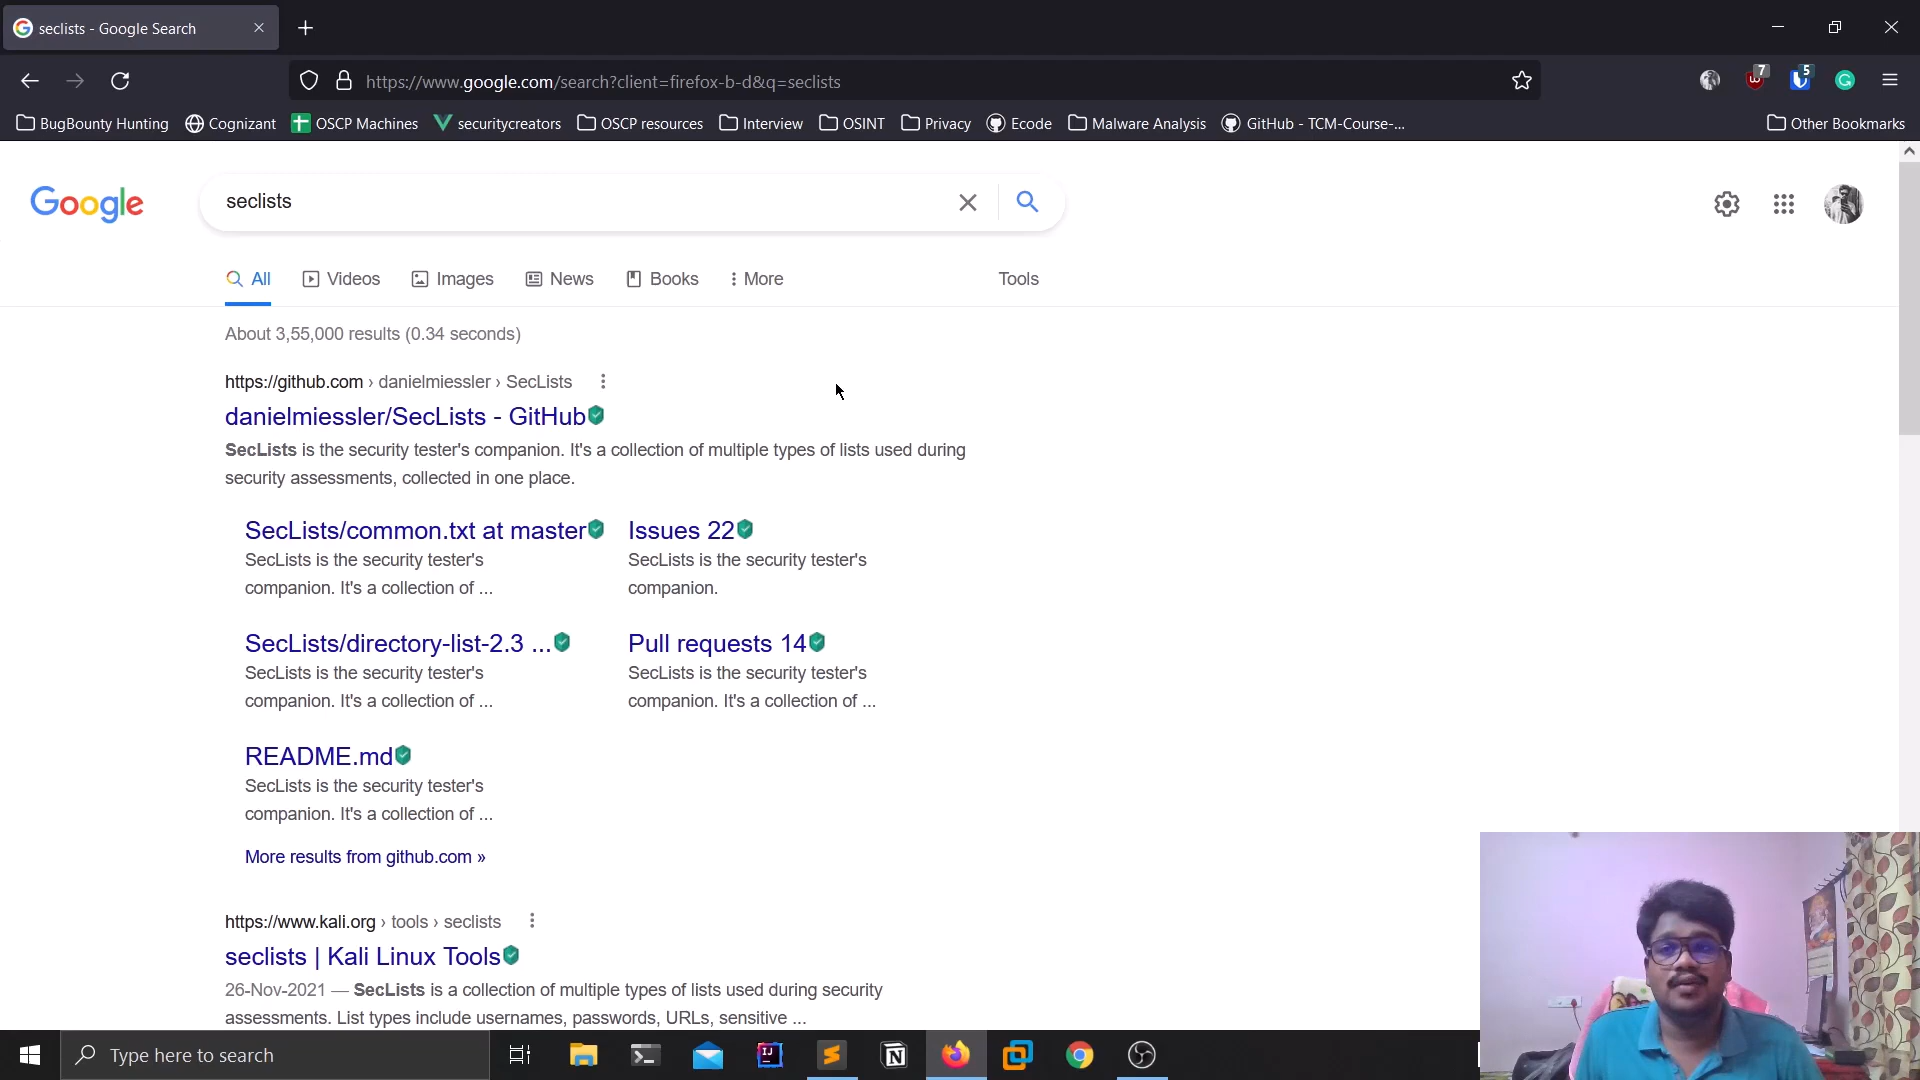 seclists - Google Search
https://www.google.com/search?client=firefox-b-d&q=seclists
7
5
BugBounty Hunting
Cognizant
OSCP Machines
securitycreators
OSCP resources
Interview
OSINT
Privacy
Ecode
Malware Analysis
GitHub - TCM-Course-...
Other Bookmarks
Google
seclists
All
Videos
Images
News
Books
More
Tools
About 3,55,000 results (0.34 seconds)
https://github.com › danielmiessler › SecLists
danielmiessler/SecLists - GitHub
SecLists is the security tester's companion. It's a collection of multiple types of lists used during
security assessments, collected in one place.
SecLists/common.txt at master
SecLists is the security tester's
companion. It's a collection of ...
Issues 22
SecLists is the security tester's
companion.
SecLists/directory-list-2.3 ...
SecLists is the security tester's
companion. It's a collection of ...
Pull requests 14
SecLists is the security tester's
companion. It's a collection of ...
README.md
SecLists is the security tester's
companion. It's a collection of ...
More results from github.com »
https://www.kali.org › tools › seclists
seclists | Kali Linux Tools
26-Nov-2021 — SecLists is a collection of multiple types of lists used during security
assessments. List types include usernames, passwords, URLs, sensitive ...
Type here to search